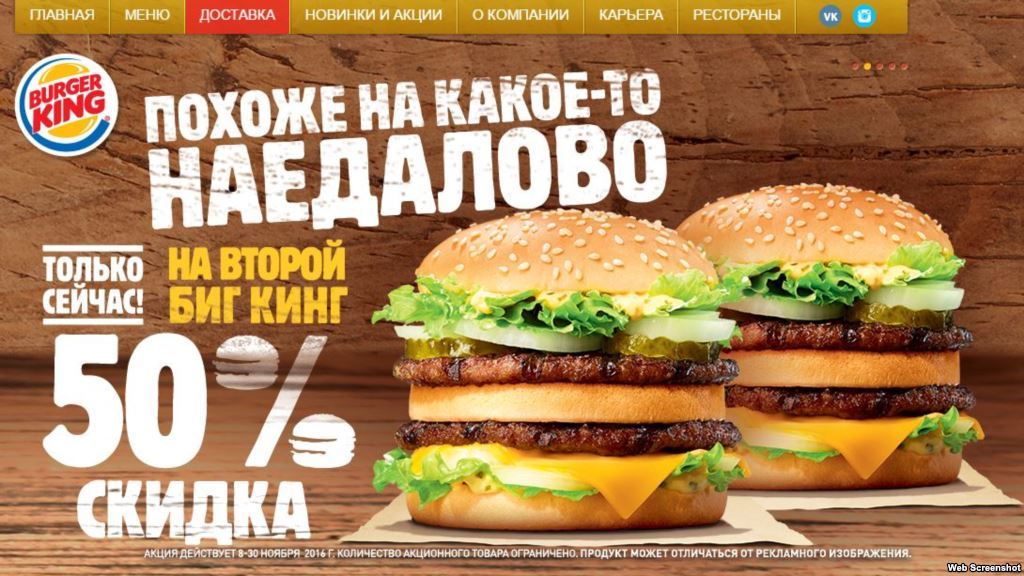 ГЛАВНАЯ МЕНЮ ДОСТАВКА НОВИНКИ И АКЦИИ О КОМПАНИИ КАРЬЕРА РЕСТОРАНЫ VK
BURGER
KING®
ПОХОЖЕ НА КАКОЕ-ТО
НАЕДАЛОВО
ТОЛЬКО
СЕЙЧАС!
НА ВТОРОЙ
БИГ КИНГ
50%
СКИДКА
АКЦИЯ ДЕЙСТВУЕТ 8-30 НОЯБРЯ 2016 Г. КОЛИЧЕСТВО АКЦИОННОГО ТОВАРА ОГРАНИЧЕНО. ПРОДУКТ МОЖЕТ ОТЛИЧАТЬСЯ ОТ РЕКЛАМНОГО ИЗОБРАЖЕНИЯ.
Web Screenshot